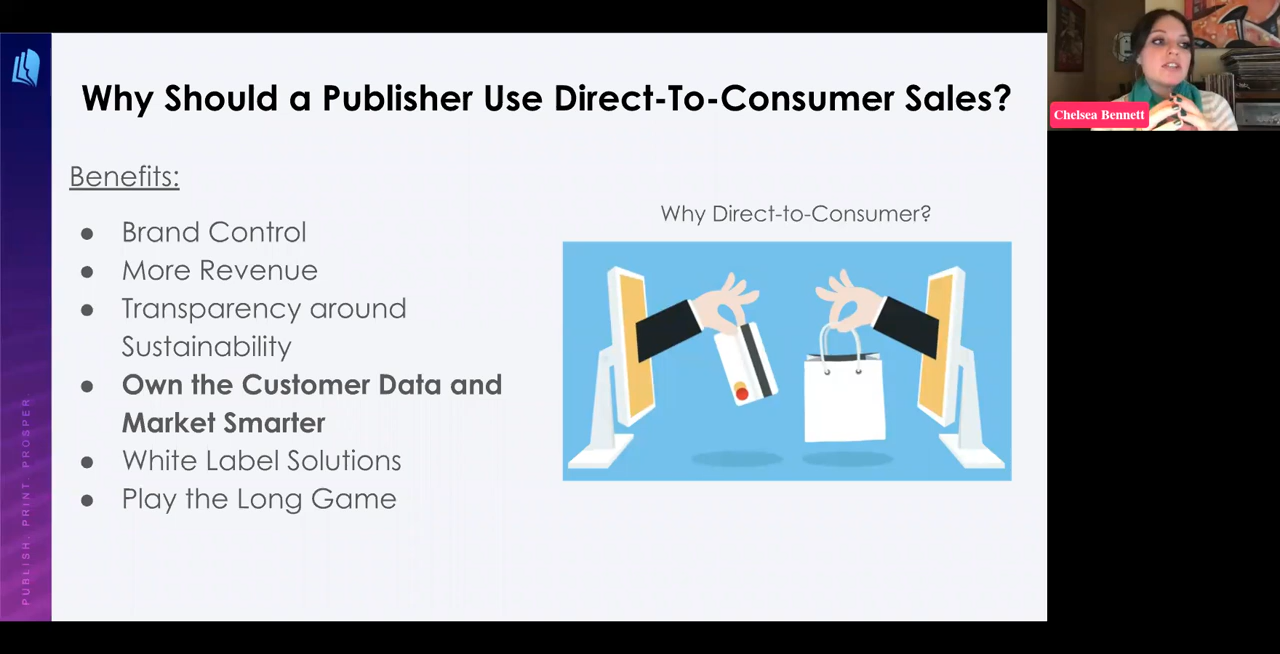 Why Should a Publisher Use Direct-To-Consumer Sales?
Chelsea Bennett
Benefits:
● Brand Control
● More Revenue
● Transparency around
Sustainability
● Own the Customer Data and
Market Smarter
● White Label Solutions
● Play the Long Game
Why Direct-to-Consumer?
PUBLISH, PRINT, PROSPER